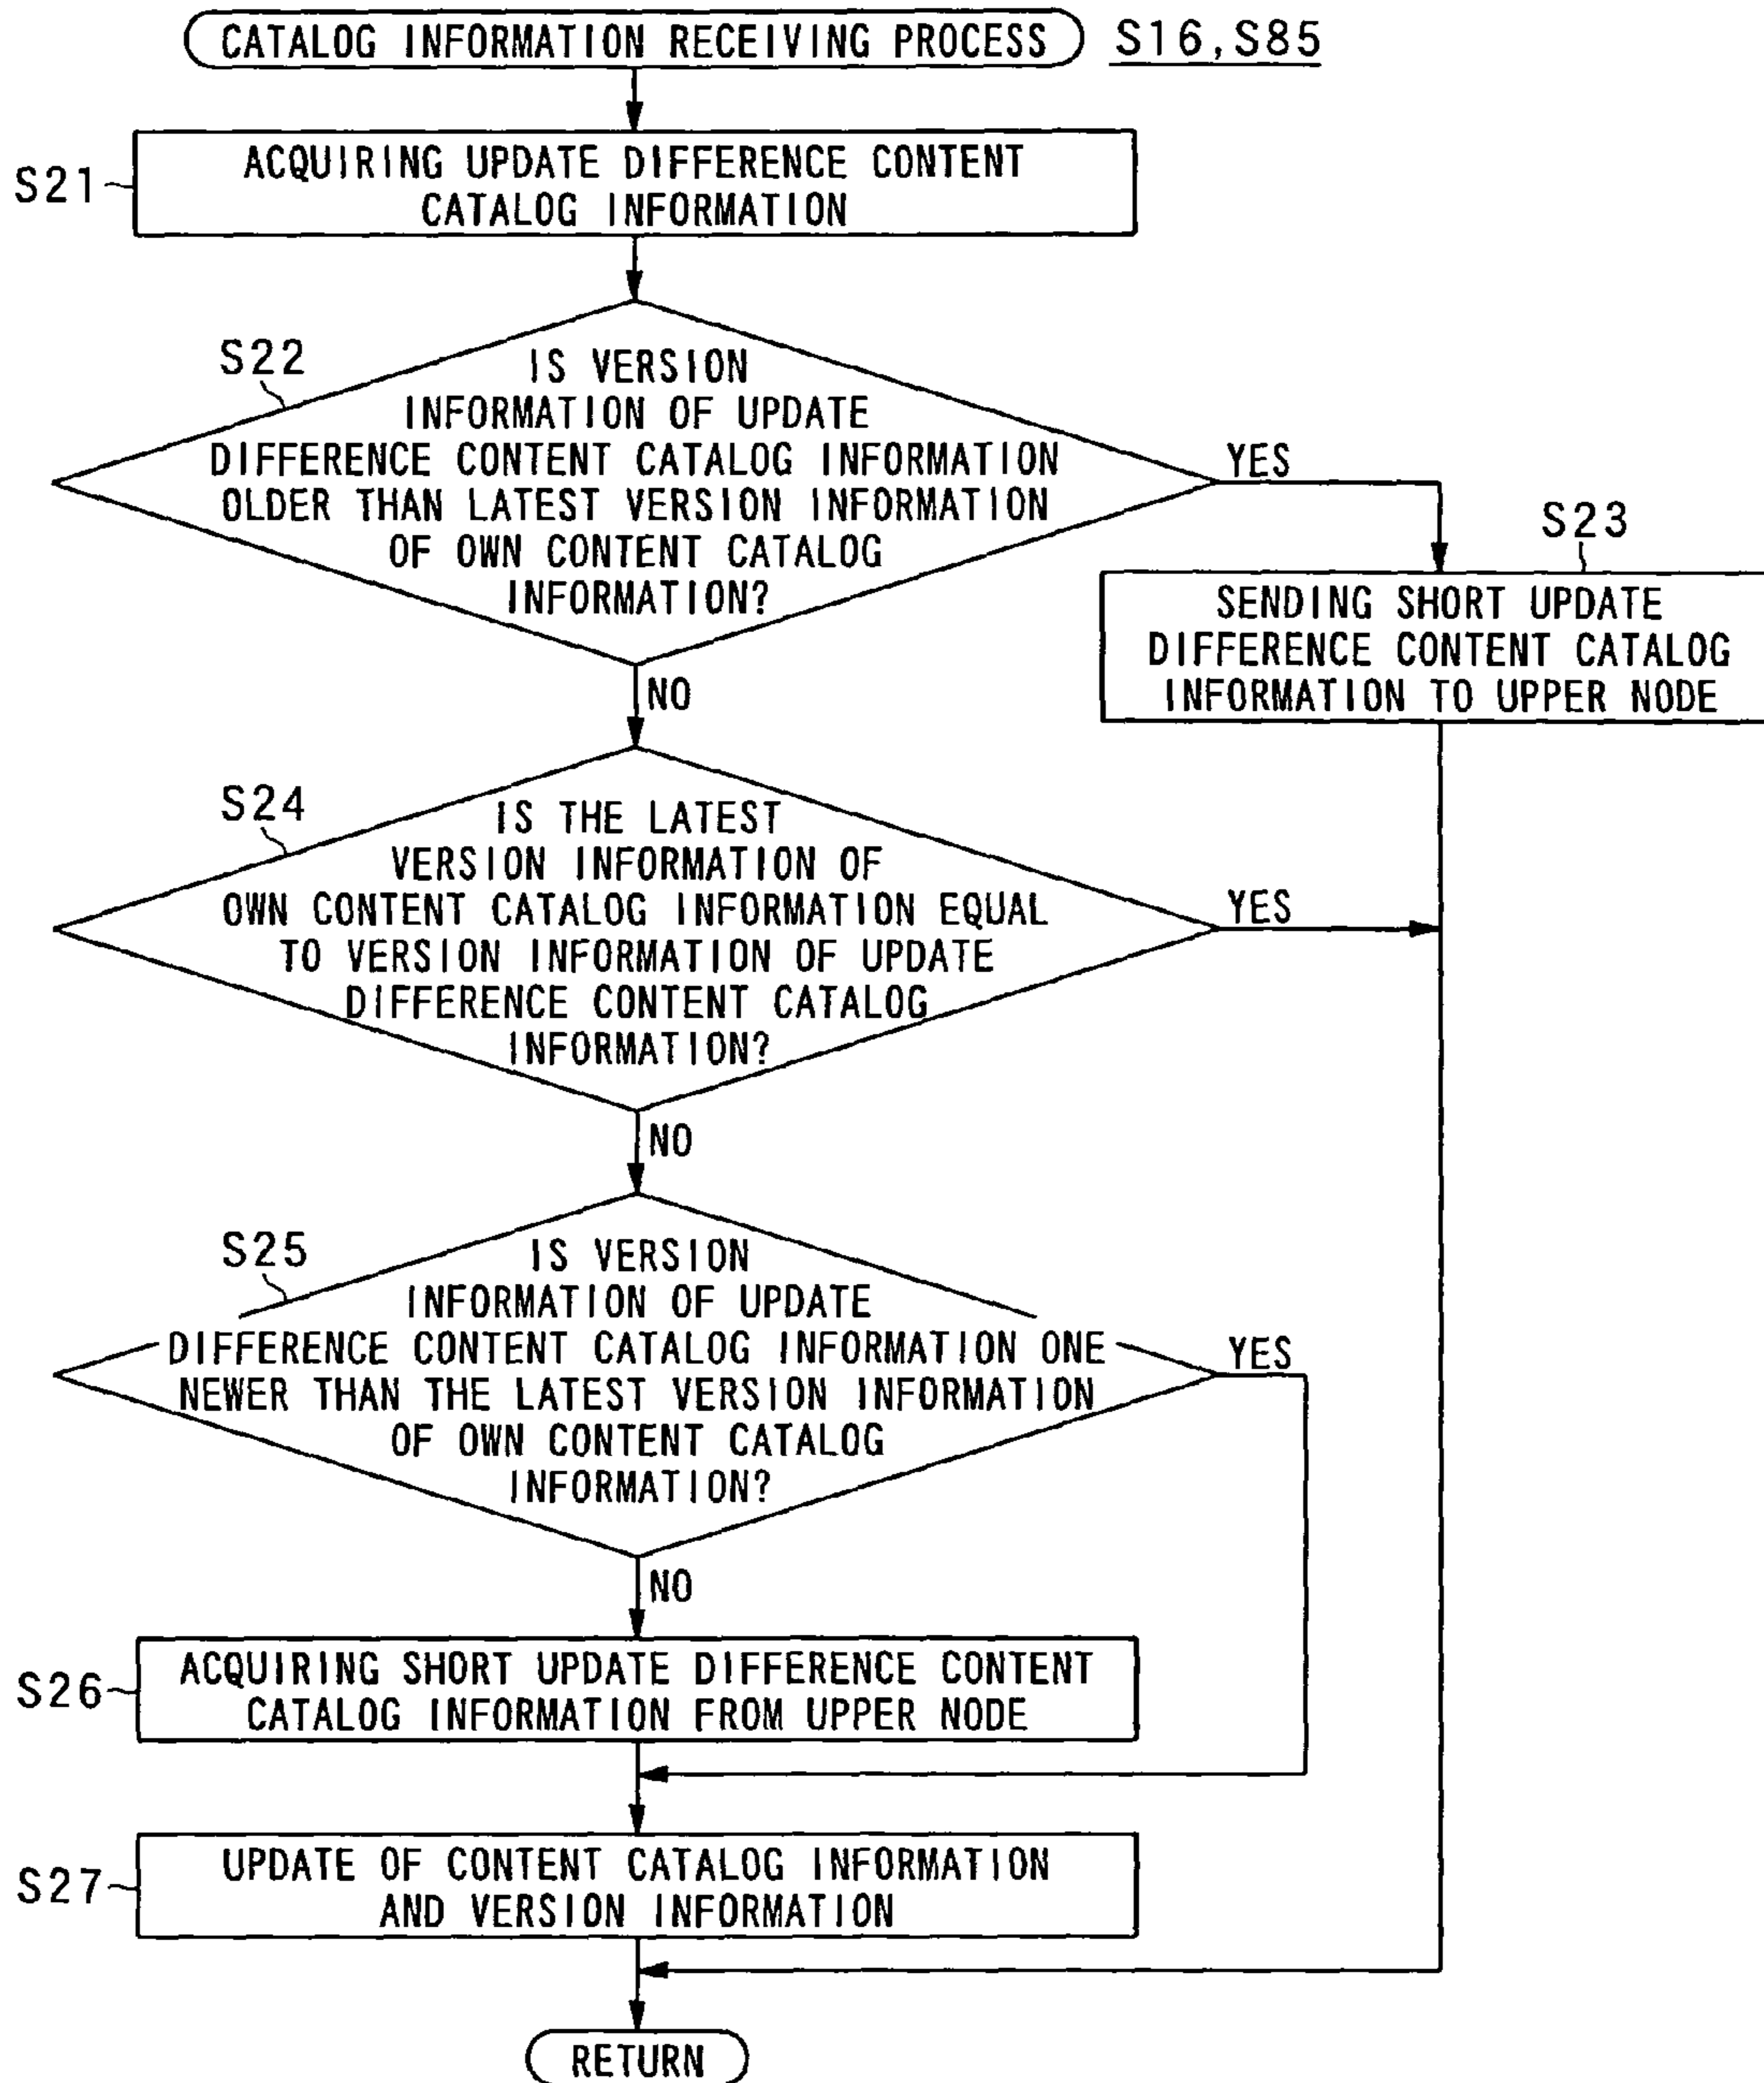 CATALOG INFORMATION RECEIVING PROCESS
S16, S85
S21
ACQUIRING UPDATE DIFFERENCE CONTENT
CATALOG INFORMATION
S22
IS VERSION
INFORMATION OF UPDATE
DIFFERENCE CONTENT CATALOG INFORMATION
OLDER THAN LATEST VERSION INFORMATION
OF OWN CONTENT CATALOG
INFORMATION?
YES
NO
S23
SENDING SHORT UPDATE
DIFFERENCE CONTENT CATALOG
INFORMATION TO UPPER NODE
S24
IS THE LATEST
VERSION INFORMATION OF
OWN CONTENT CATALOG INFORMATION EQUAL
TO VERSION INFORMATION OF UPDATE
DIFFERENCE CONTENT CATALOG
INFORMATION?
YES
NO
S25
IS VERSION
INFORMATION OF UPDATE
DIFFERENCE CONTENT CATALOG INFORMATION ONE
NEWER THAN THE LATEST VERSION INFORMATION
OF OWN CONTENT CATALOG
INFORMATION?
YES
NO
S26
ACQUIRING SHORT UPDATE DIFFERENCE CONTENT
CATALOG INFORMATION FROM UPPER NODE
S27
UPDATE OF CONTENT CATALOG INFORMATION
AND VERSION INFORMATION
RETURN